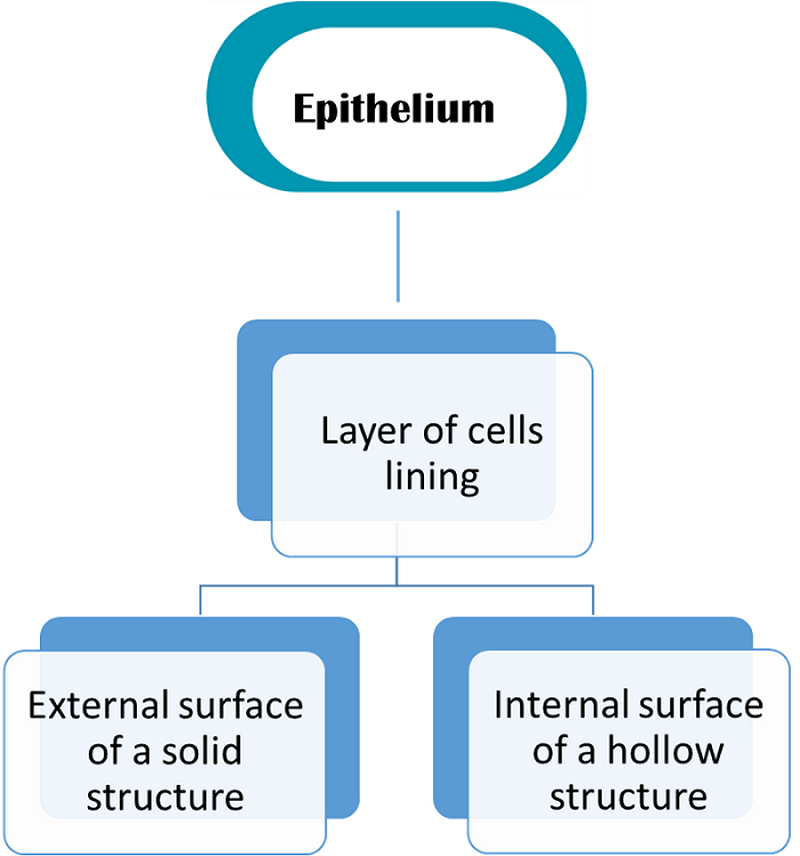 Epithelium
Layer of cells
lining
External surface
of a solid
structure
Internal surface
of a hollow
structure